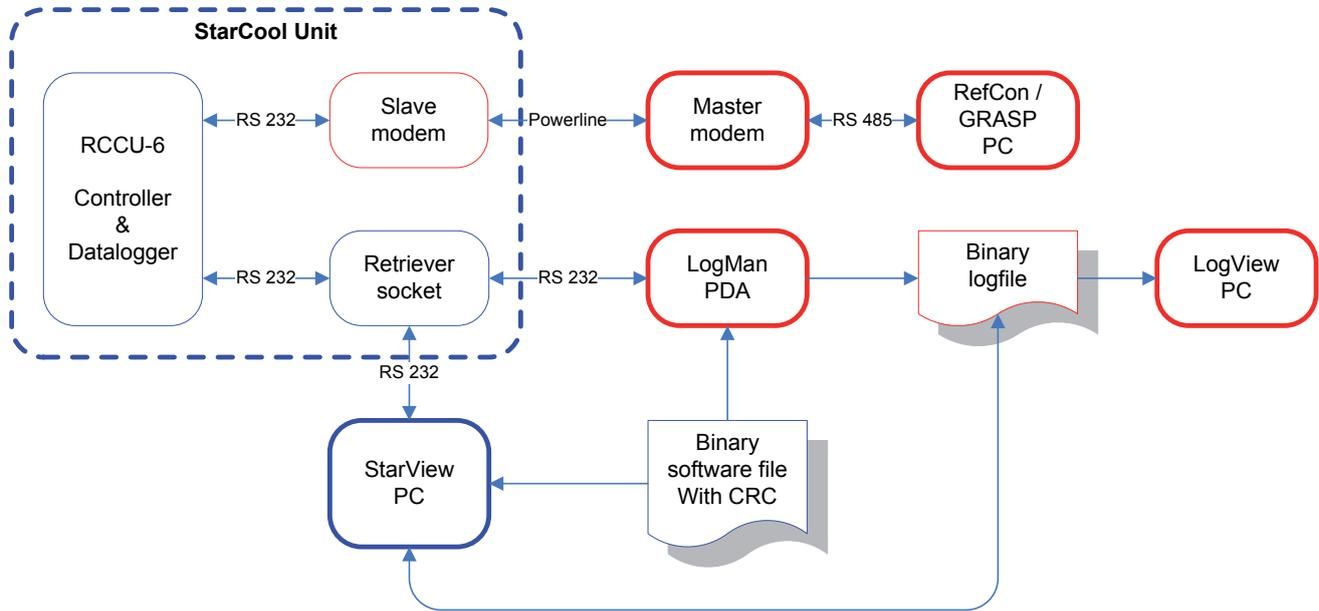 StarCool Unit
RCCU-6
Controller
&
Datalogger
RS 232
Slave
modem
Powerline
Master
modem
RS 485
RefCon /
GRASP
PC
RS 232
Retriever
socket
RS 232
LogMan
PDA
Binary
logfile
LogView
PC
RS 232
StarView
PC
Binary
software file
With CRC